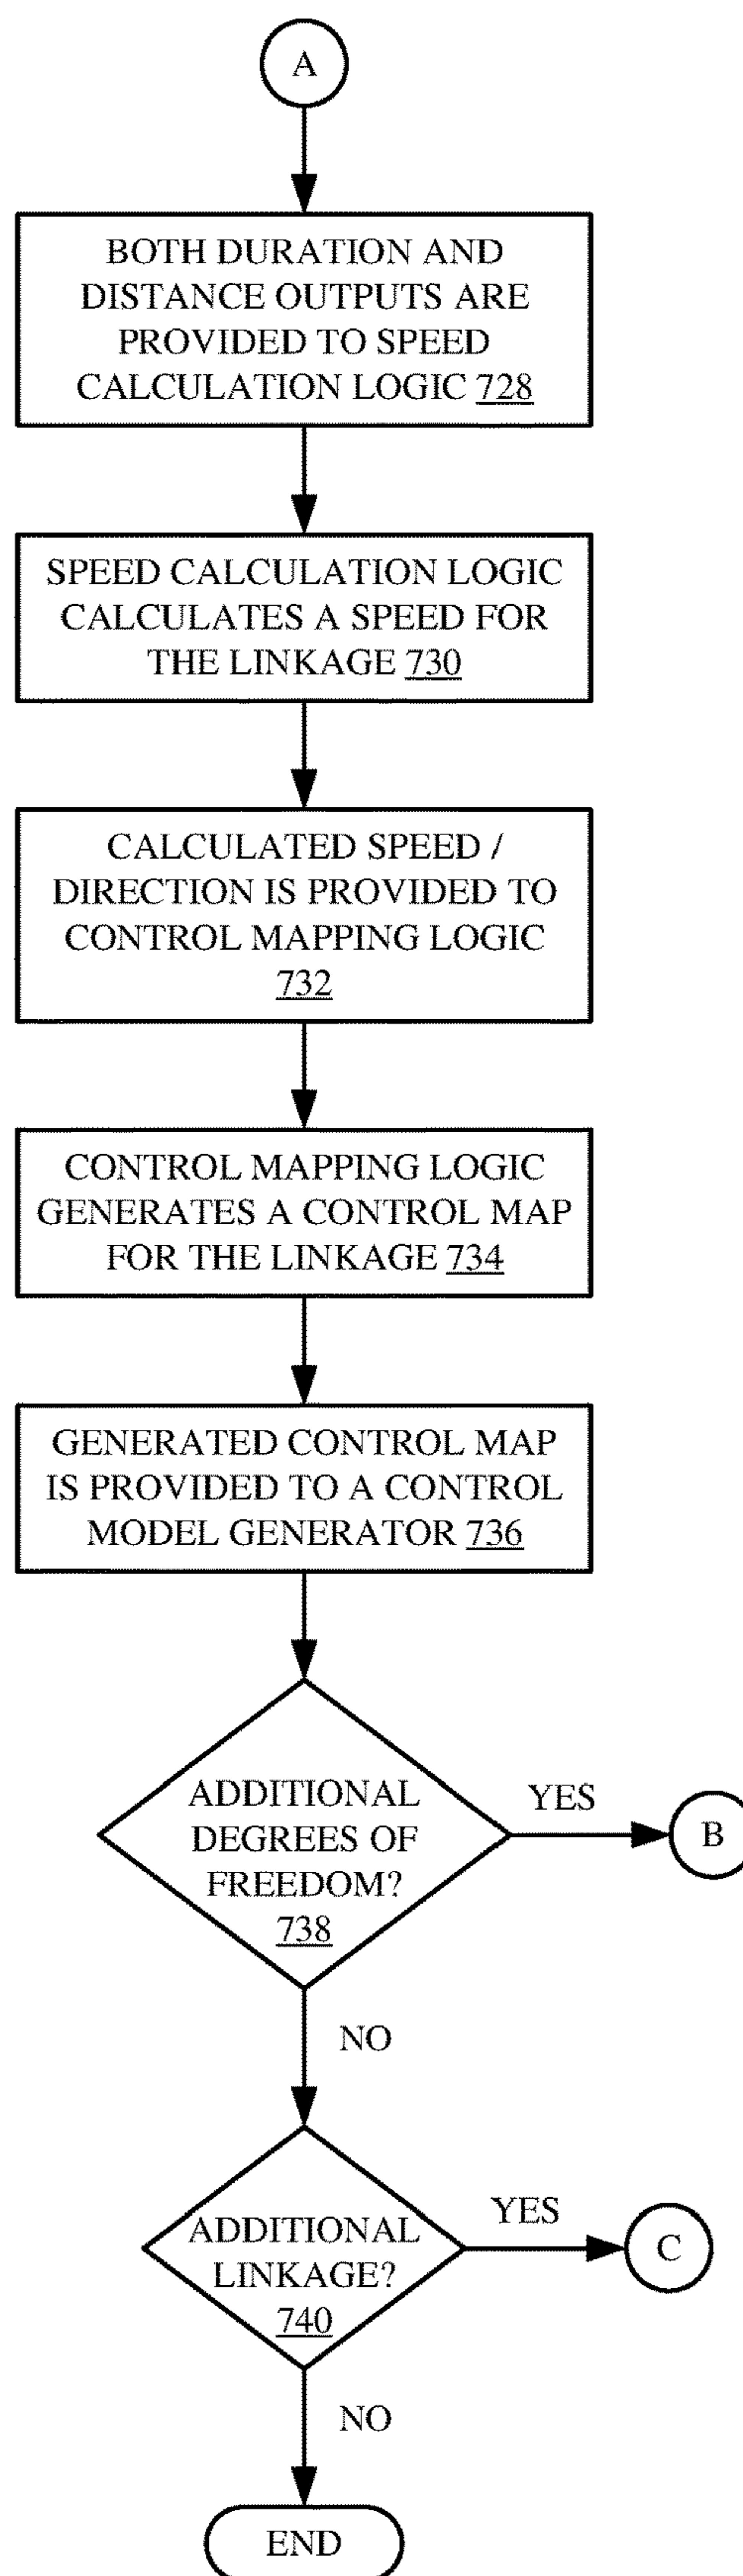 A
BOTH DURATION AND
DISTANCE OUTPUTS ARE
PROVIDED TO SPEED
CALCULATION LOGIC 728
SPEED CALCULATION LOGIC
CALCULATES A SPEED FOR
THE LINKAGE 730
CALCULATED SPEED /
DIRECTION IS PROVIDED TO
CONTROL MAPPING LOGIC
732
CONTROL MAPPING LOGIC
GENERATES A CONTROL MAP
FOR THE LINKAGE 734
GENERATED CONTROL MAP
IS PROVIDED TO A CONTROL
MODEL GENERATOR 736
ADDITIONAL
DEGREES OF
FREEDOM?
738
YES
B
NO
ADDITIONAL
LINKAGE?
740
YES
C
NO
END